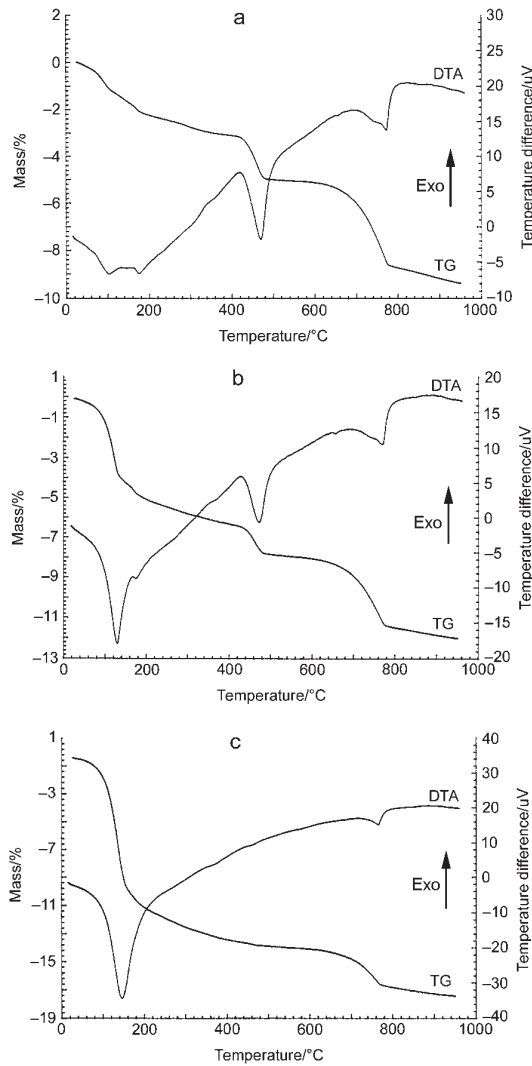 a
2
0
–2
–4
–6
–8
–10
Mass/%
30
25
20
15
10
5
0
–5
–10
Temperature difference/uV
DTA
Exo
TG
0 200 400 600 800 1000
Temperature/°C
b
1
–1
–3
–5
–7
–9
–11
–13
Mass/%
20
15
10
5
0
–5
–10
–15
–20
Temperature difference/uV
DTA
Exo
TG
0 200 400 600 800 1000
Temperature/°C
c
1
–3
–7
–11
–15
–19
Mass/%
40
30
20
10
0
–10
–20
–30
–40
Temperature difference/uV
DTA
Exo
TG
0 200 400 600 800 1000
Temperature/°C